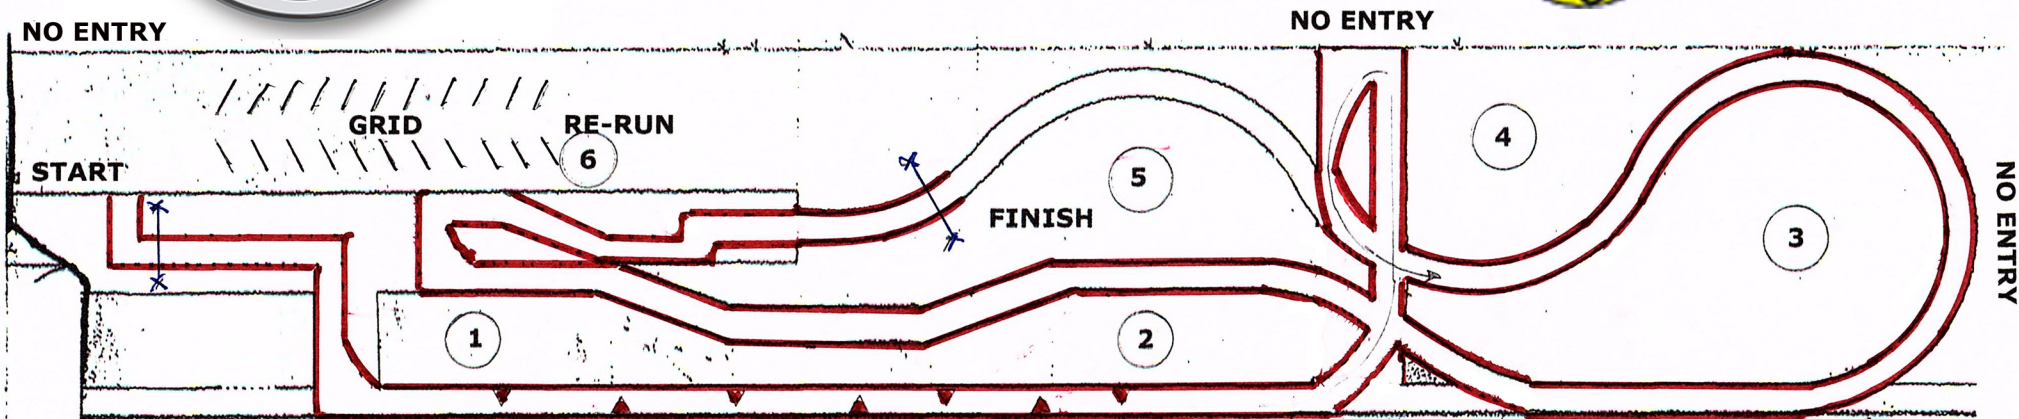 NO ENTRY
NO ENTRY
GRID
RE-RUN
6
4
START
5
FINISH
3
NO ENTRY
1
2